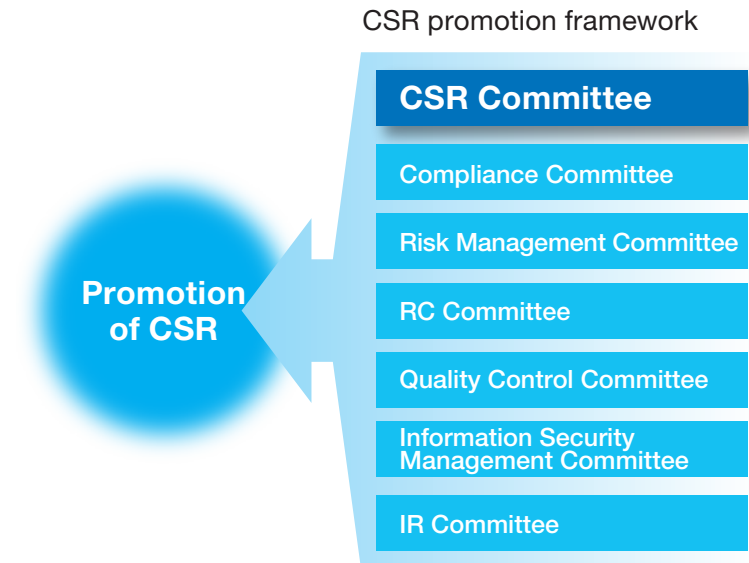 CSR promotion framework
CSR Committee
Compliance Committee
Risk Management Committee
Promotion
of CSR
RC Committee
Quality Control Committee
Information Security
Management Committee
IR Committee